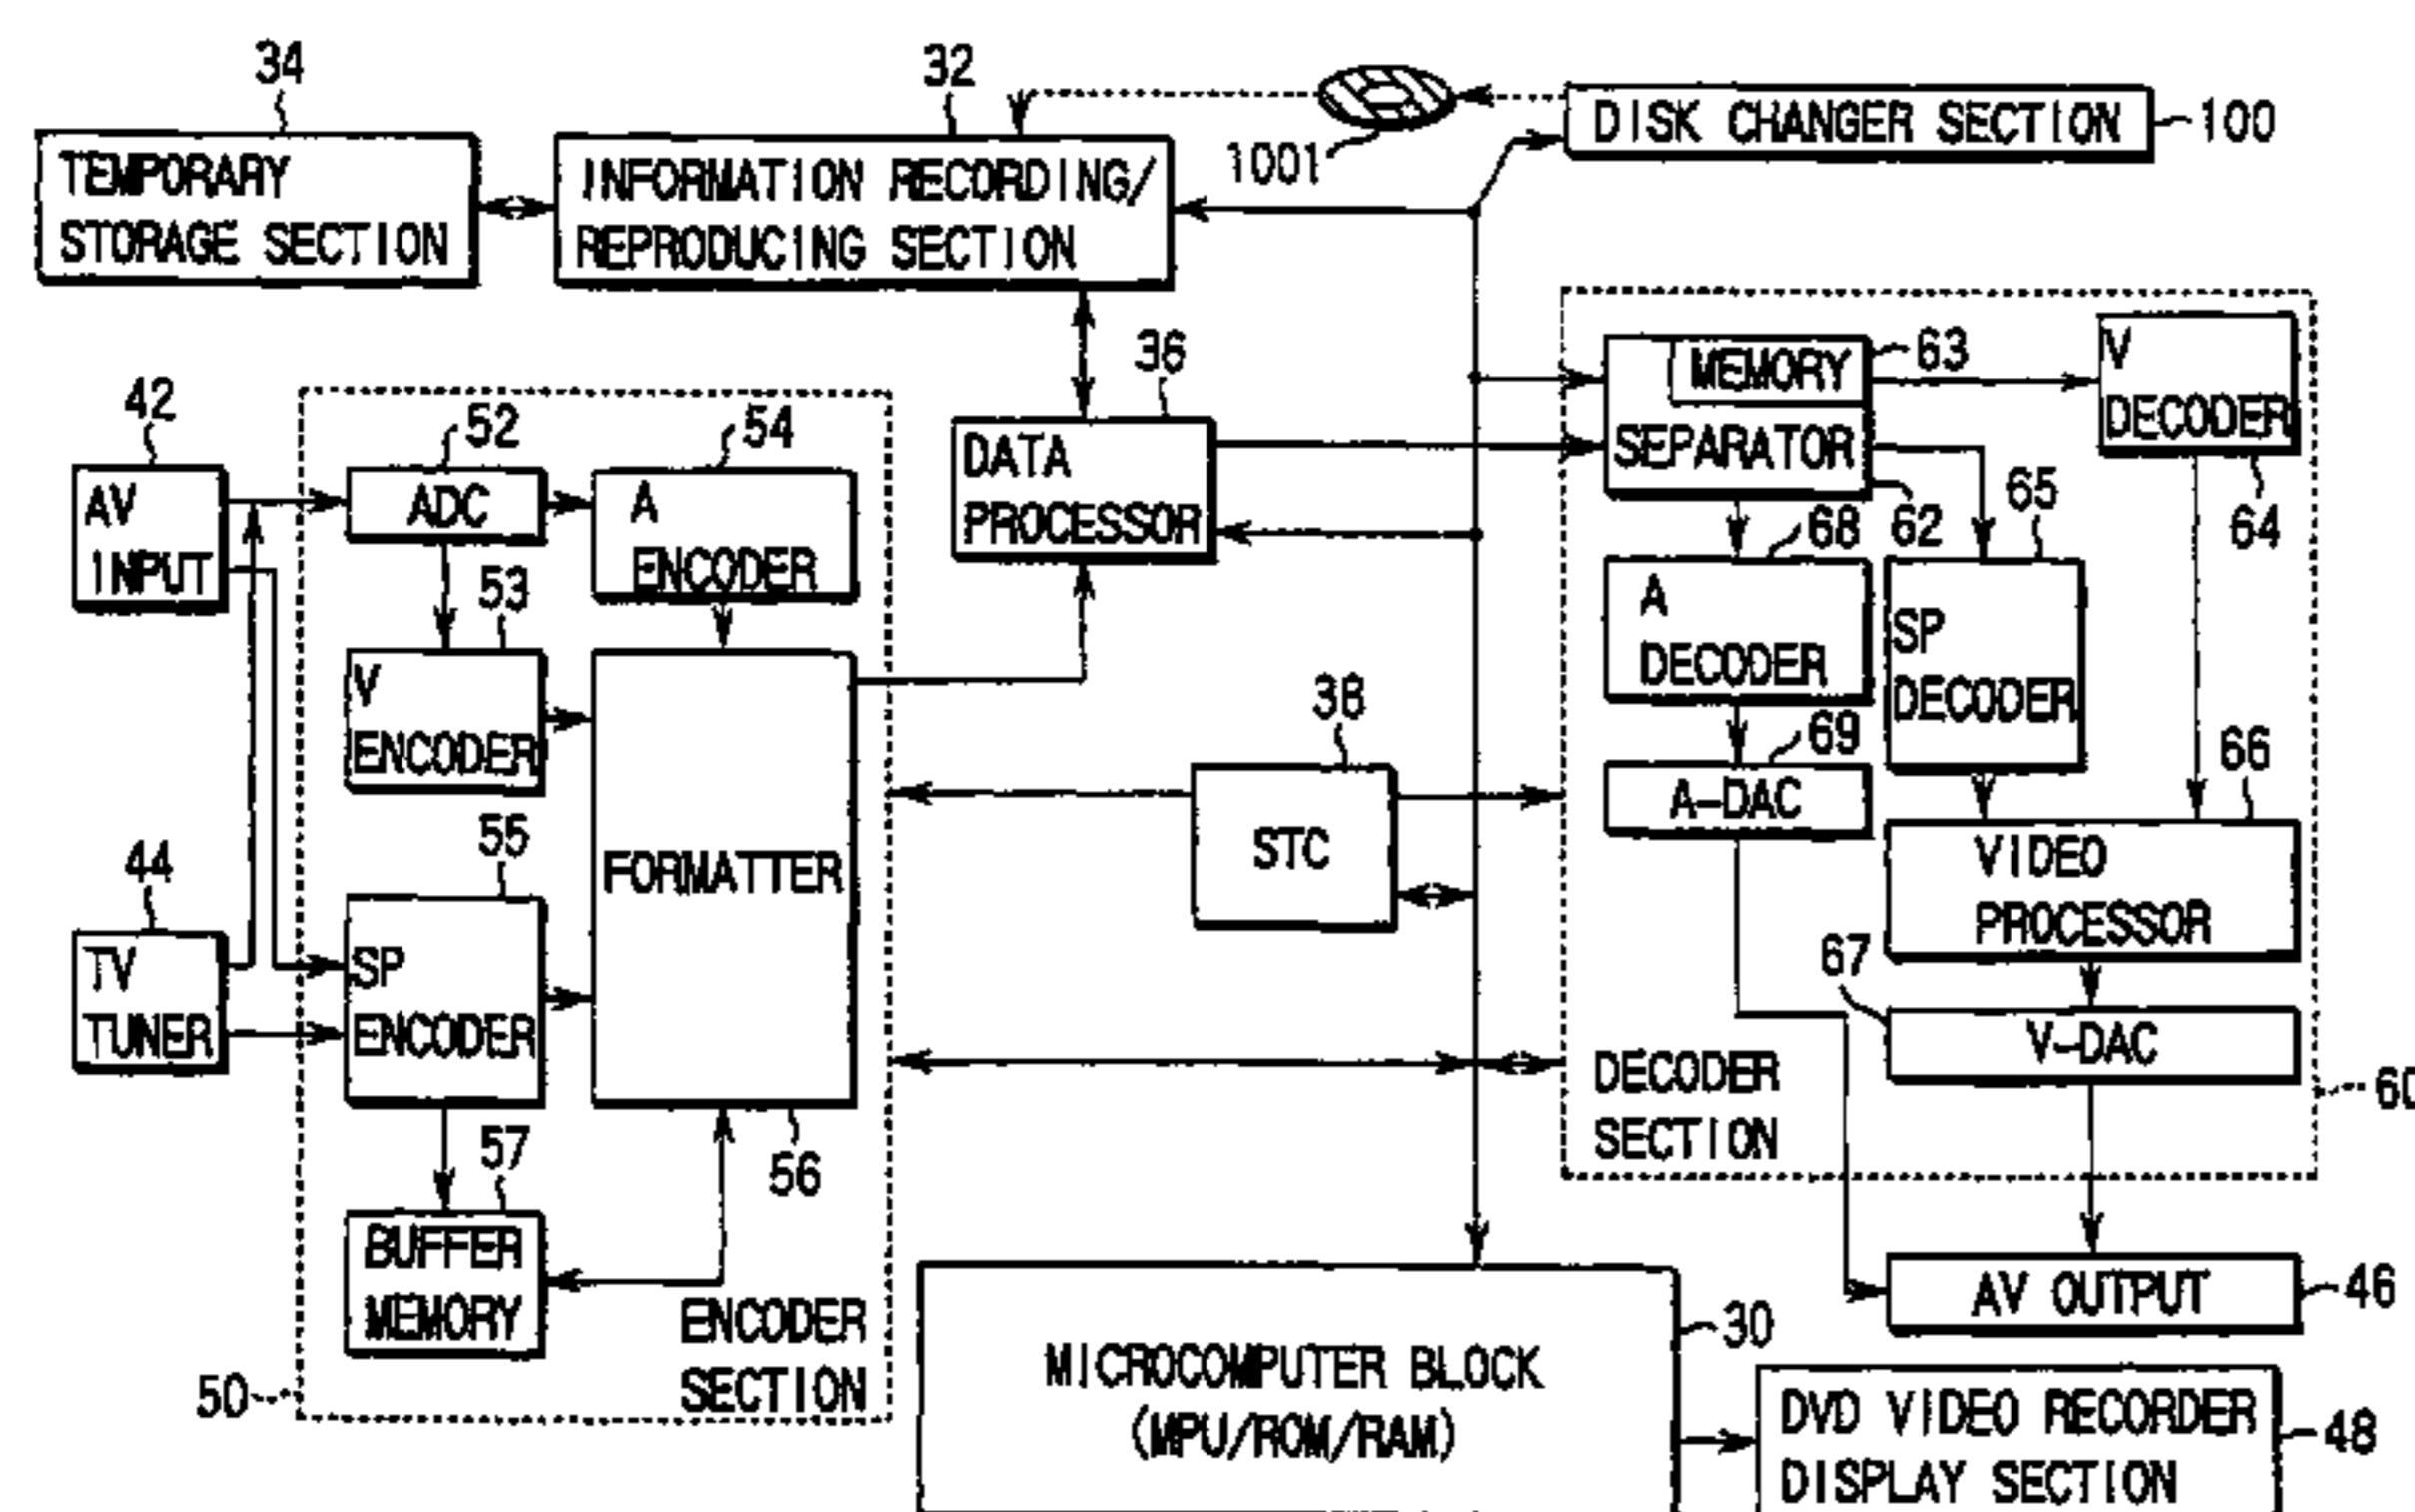 34
32
1001
DISK CHANGER SECTION
100
TEMPORARY
STORAGE SECTION
INFORMATION RECORDING/
REPRODUCING SECTION
42
AV
INPUT
44
TV
TUNER
52
ADC
54
A
ENCODER
53
V
ENCODER
55
SP
ENCODER
FORMATTER
56
57
BUFFER
MEMORY
ENCODER
SECTION
50
36
DATA
PROCESSOR
38
STC
MEMORY
63
SEPARATOR
62
V
DECODER
64
65
SP
DECODER
68
A
DECODER
69
A-DAC
66
VIDEO
PROCESSOR
67
V-DAC
DECODER
SECTION
60
AV OUTPUT
46
MICROCOMPUTER BLOCK
(MPU/ROM/RAM)
30
DVD VIDEO RECORDER
DISPLAY SECTION
48